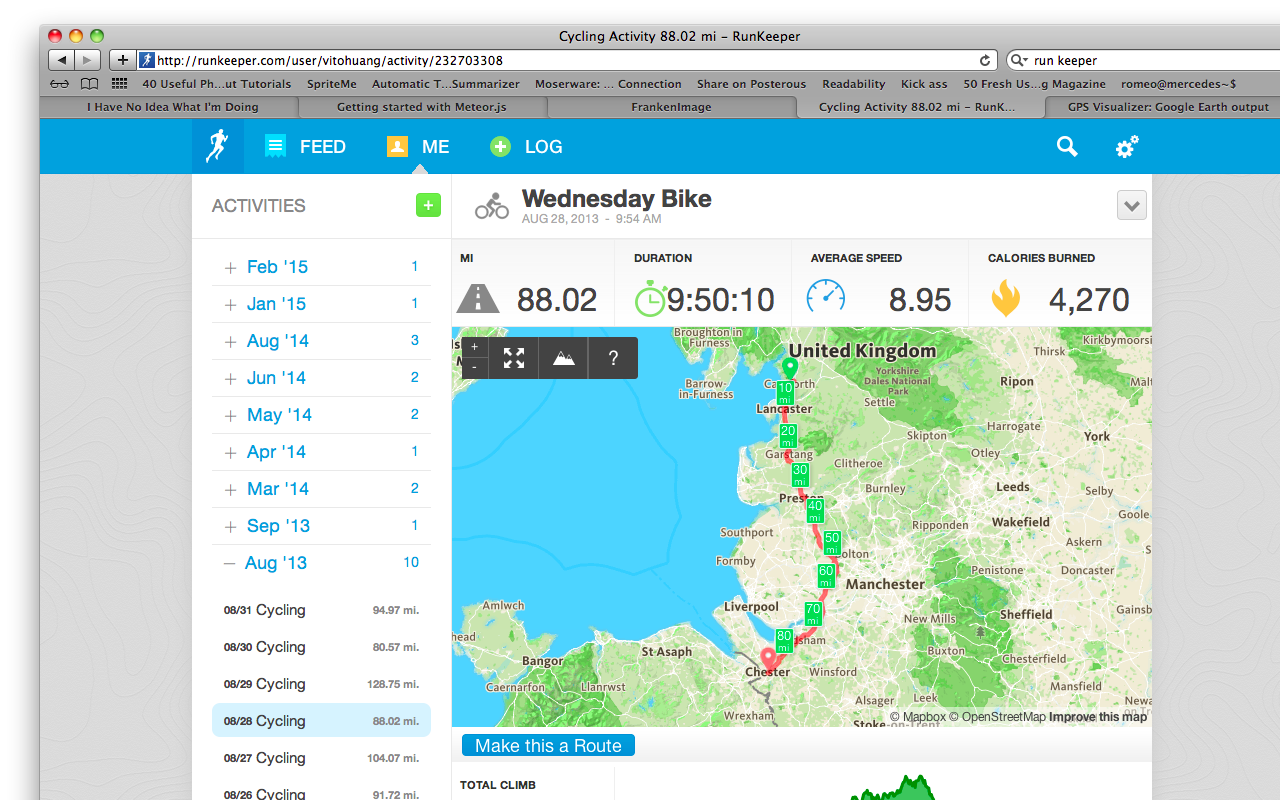 Cycling Activity 88.02 mi – RunKeeper
http://runkeeper.com/user/vitohuang/activity/232703308
run keeper
40 Useful Ph...ut Tutorials SpriteMe Automatic T...Summarizer Moserware: ... Connection Share on Posterous Readability Kick ass 50 Fresh Us...g Magazine romeo@mercedes~$
I Have No Idea What I'm Doing Getting started with Meteor.js FrankenImage Cycling Activity 88.02 mi – RunK... GPS Visualizer: Google Earth output
FEED ME LOG
ACTIVITIES +
Feb '15 1
Jan '15 1
Aug '14 3
Jun '14 2
May '14 2
Apr '14 1
Mar '14 2
Sep '13 1
Aug '13 10
08/31 Cycling 94.97 mi.
08/30 Cycling 80.57 mi.
08/29 Cycling 128.75 mi.
08/28 Cycling 88.02 mi.
08/27 Cycling 104.07 mi.
08/26 Cycling 91.72 mi.
Wednesday Bike
AUG 28, 2013 - 9:54 AM
MI DURATION AVERAGE SPEED CALORIES BURNED
88.02 9:50:10 8.95 4,270
+
-
?
Broughton in
Furness
United Kingdom
Thirsk
Kirkbymoorsi
Yorkshire
Dales National
Park
Barrow-
in-Furness
Ripon
Malt
10
mi
Lancaster
Settle
20
mi
Harrogate
Skipton
York
Garstang
Clitheroe
Otley
30
mi
Burnley
Leeds
Selby
Preston
40
mi
Goole
Southport
Ripponden
Wakefield
50
mi
Askern
Formby
60
mi
Penistone
Doncaster
Manchester
Amlwch
Liverpool
70
mi
New Mills
Sheffield
Gainsb
head
80
mi
dsham
Bangor
St-Asaph
Buxton
Chesterfield
Chester
Winsford
Caernarfon
Llanrwst
Alsager
Leek
Mansfield
Newa
Wrexham
Stoke-on-Trent
© Mapbox © OpenStreetMap Improve this map
Make this a Route
TOTAL CLIMB